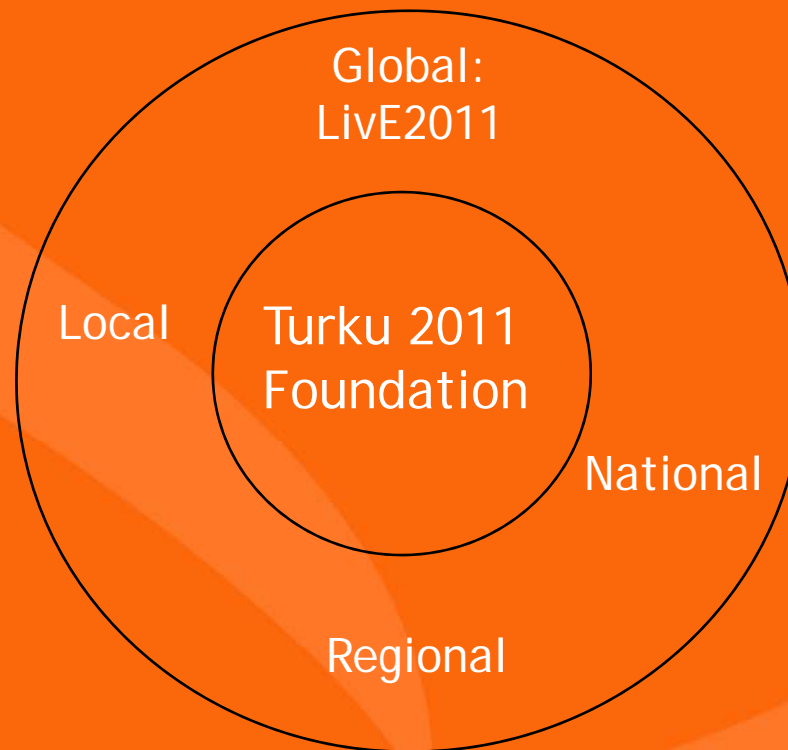 Global:
LivE2011
Local
Turku 2011
Foundation
National
Regional